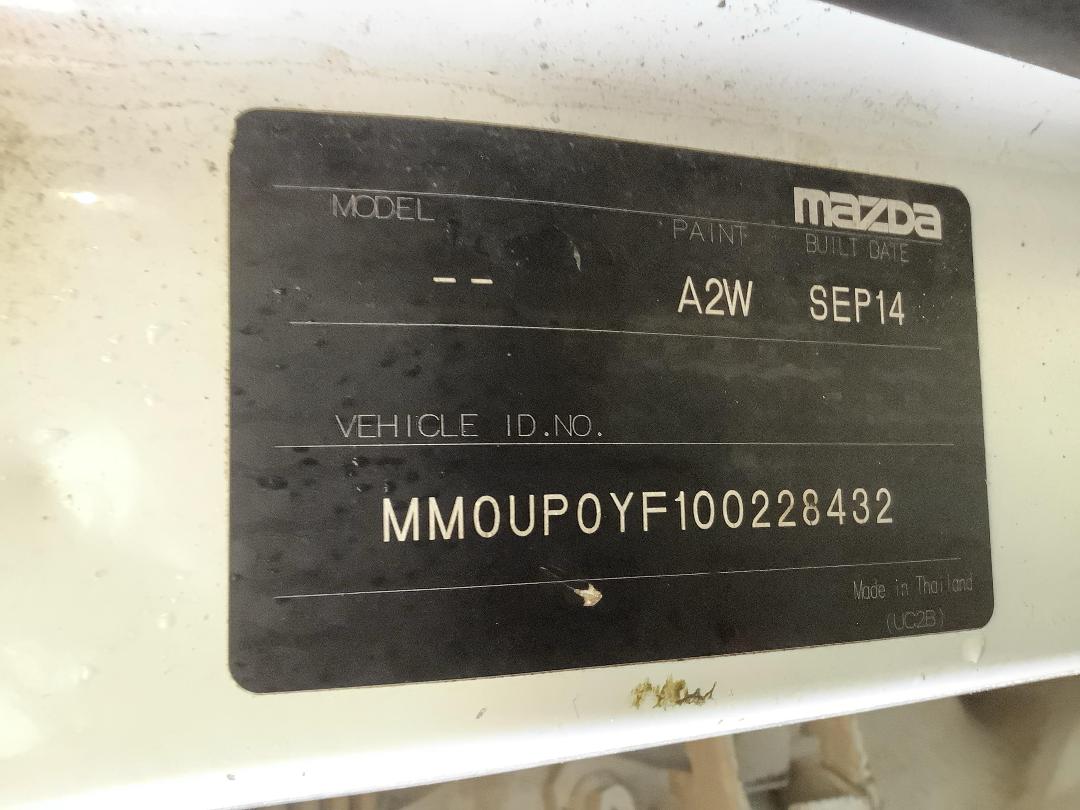 mazda
MODEL PAINT BUILT DATE
-- A2W SEP14
VEHICLE ID.NO.
MM0UP0YF100228432
Made in Thailand
(UC2B)